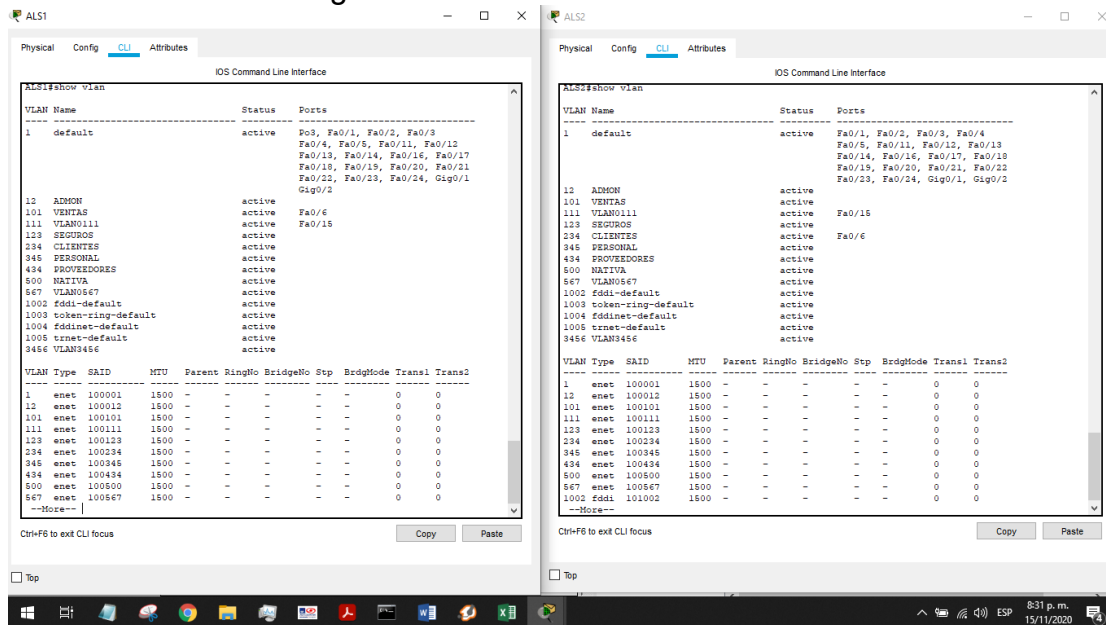 ALS1
Physical Config CLI Attributes
IOS Command Line Interface
ALS1#show vlan
VLAN Name Status Ports
---- -------------------------------- --------- -------------------------------
1 default active Po3, Fa0/1, Fa0/2, Fa0/3
Fa0/4, Fa0/5, Fa0/11, Fa0/12
Fa0/13, Fa0/14, Fa0/16, Fa0/17
Fa0/18, Fa0/19, Fa0/20, Fa0/21
Fa0/22, Fa0/23, Fa0/24, Gig0/1
Gig0/2
12 ADMON active
101 VENTAS active Fa0/6
111 VLAN0111 active Fa0/15
123 SEGUROS active
234 CLIENTES active
345 PERSONAL active
434 PROVEEDORES active
500 NATIVA active
567 VLAN0567 active
1002 fddi-default active
1003 token-ring-default active
1004 fddinet-default active
1005 trnet-default active
3456 VLAN3456 active
VLAN Type SAID MTU Parent RingNo BridgeNo Stp BrdgMode Trans1 Trans2
---- ----- ---------- ----- ------ ------ -------- ---- -------- ------ ------
1 enet 100001 1500 - - - - - 0 0
12 enet 100012 1500 - - - - - 0 0
101 enet 100101 1500 - - - - - 0 0
111 enet 100111 1500 - - - - - 0 0
123 enet 100123 1500 - - - - - 0 0
234 enet 100234 1500 - - - - - 0 0
345 enet 100345 1500 - - - - - 0 0
434 enet 100434 1500 - - - - - 0 0
500 enet 100500 1500 - - - - - 0 0
567 enet 100567 1500 - - - - - 0 0
--More--
Ctrl+F6 to exit CLI focus
Copy Paste
Top
ALS2
Physical Config CLI Attributes
IOS Command Line Interface
ALS2#show vlan
VLAN Name Status Ports
---- -------------------------------- --------- -------------------------------
1 default active Fa0/1, Fa0/2, Fa0/3, Fa0/4
Fa0/5, Fa0/11, Fa0/12, Fa0/13
Fa0/14, Fa0/16, Fa0/17, Fa0/18
Fa0/19, Fa0/20, Fa0/21, Fa0/22
Fa0/23, Fa0/24, Gig0/1, Gig0/2
12 ADMON active
101 VENTAS active
111 VLAN0111 active Fa0/15
123 SEGUROS active
234 CLIENTES active Fa0/6
345 PERSONAL active
434 PROVEEDORES active
500 NATIVA active
567 VLAN0567 active
1002 fddi-default active
1003 token-ring-default active
1004 fddinet-default active
1005 trnet-default active
3456 VLAN3456 active
VLAN Type SAID MTU Parent RingNo BridgeNo Stp BrdgMode Trans1 Trans2
---- ----- ---------- ----- ------ ------ -------- ---- -------- ------ ------
1 enet 100001 1500 - - - - - 0 0
12 enet 100012 1500 - - - - - 0 0
101 enet 100101 1500 - - - - - 0 0
111 enet 100111 1500 - - - - - 0 0
123 enet 100123 1500 - - - - - 0 0
234 enet 100234 1500 - - - - - 0 0
345 enet 100345 1500 - - - - - 0 0
434 enet 100434 1500 - - - - - 0 0
500 enet 100500 1500 - - - - - 0 0
567 enet 100567 1500 - - - - - 0 0
1002 fddi 101002 1500 - - - - - 0 0
--More--
Ctrl+F6 to exit CLI focus
Copy Paste
Top
ESP
8:31 p. m.
15/11/2020
4